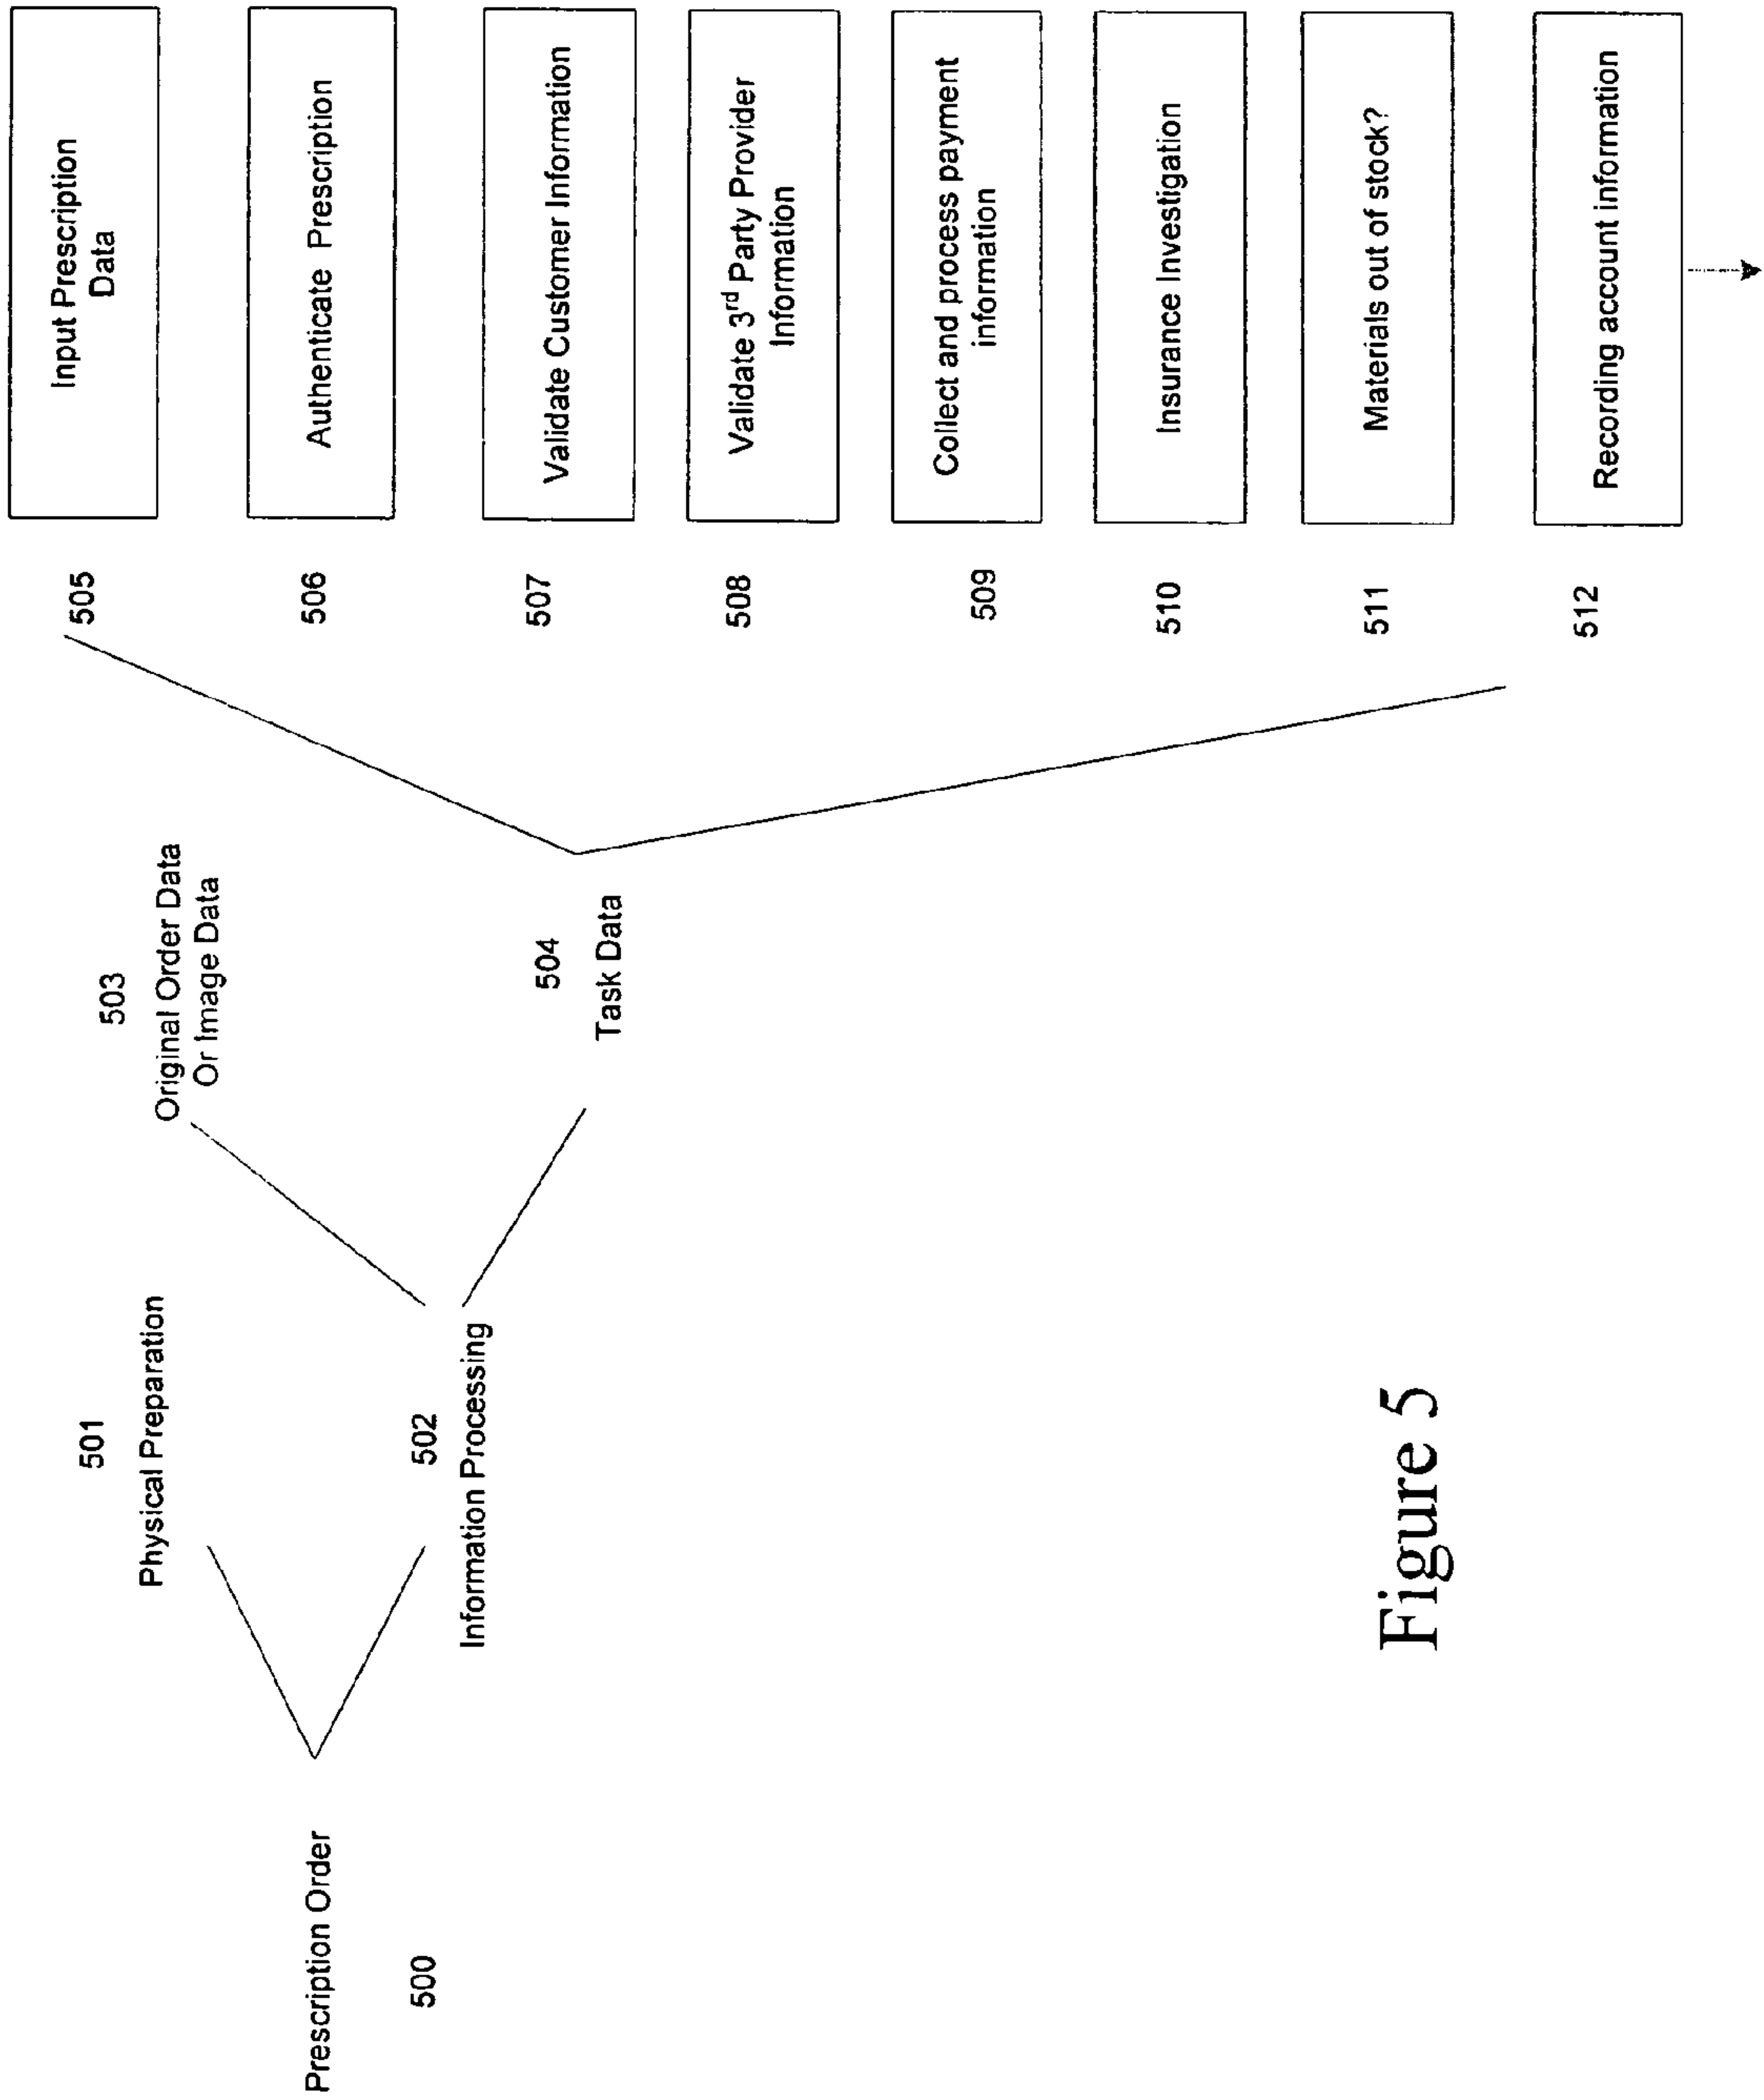 Prescription Order
500
501
Physical Preparation
502
Information Processing
503
Original Order Data
Or Image Data
504
Task Data
505
Input Prescription
Data
506
Authenticate Prescription
507
Validate Customer Information
508
Validate 3rd Party Provider
Information
509
Collect and process payment
information
510
Insurance Investigation
511
Materials out of stock?
512
Recording account information
Figure 5